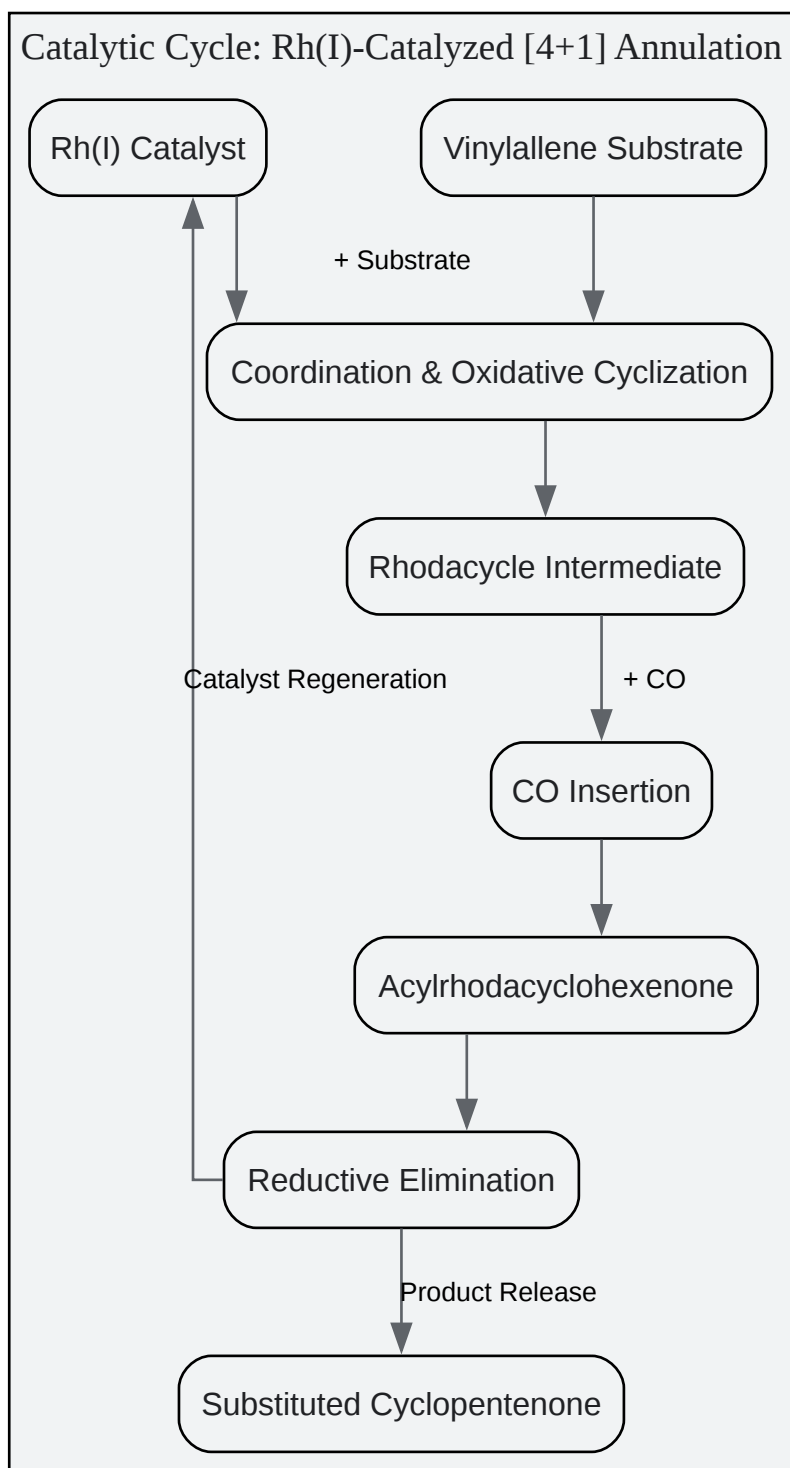 Catalytic Cycle: Rh(I)-Catalyzed [4+1] Annulation
Rh(I) Catalyst
Vinylallene Substrate
+ Substrate
Coordination & Oxidative Cyclization
Rhodacycle Intermediate
Catalyst Regeneration
+ CO
CO Insertion
Acylrhodacyclohexenone
Reductive Elimination
Product Release
Substituted Cyclopentenone